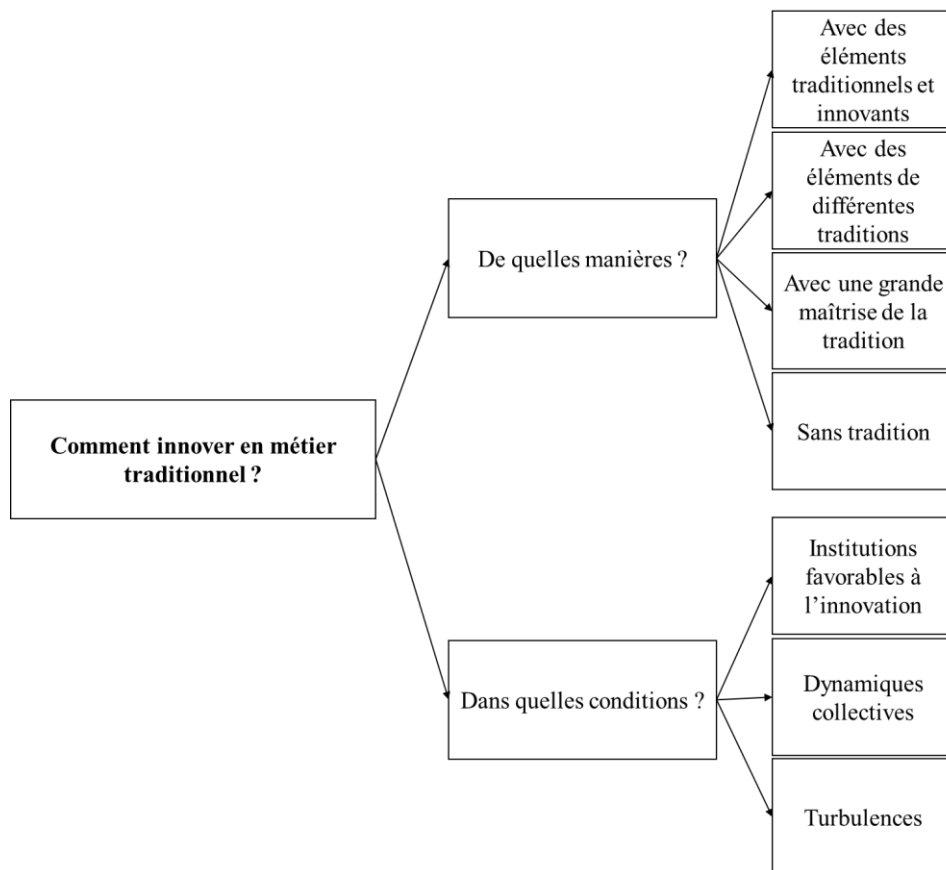 Avec des
éléments
traditionnels et
innovants
Avec des
éléments de
différentes
traditions
De quelles manières ?
Avec une grande
maîtrise de la
tradition
Sans tradition
Comment innover en métier
traditionnel ?
Institutions
favorables à
l’innovation
Dans quelles conditions ?
Dynamiques
collectives
Turbulences